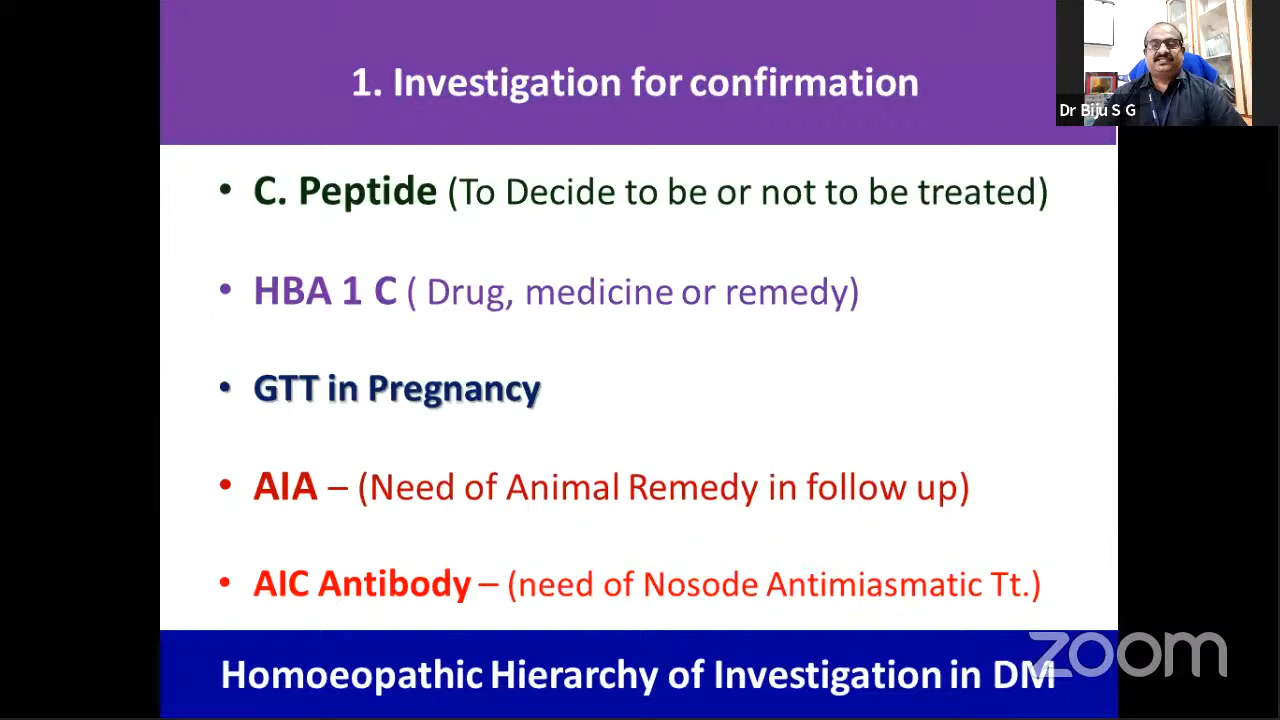 1. Investigation for confirmation
Dr Biju S G
• C. Peptide (To Decide to be or not to be treated)
• HBA 1 C ( Drug, medicine or remedy)
• GTT in Pregnancy
• AIA – (Need of Animal Remedy in follow up)
• AIC Antibody – (need of Nosode Antimiasmatic Tt.)
Homoeopathic Hierarchy of Investigation in DM
zoom